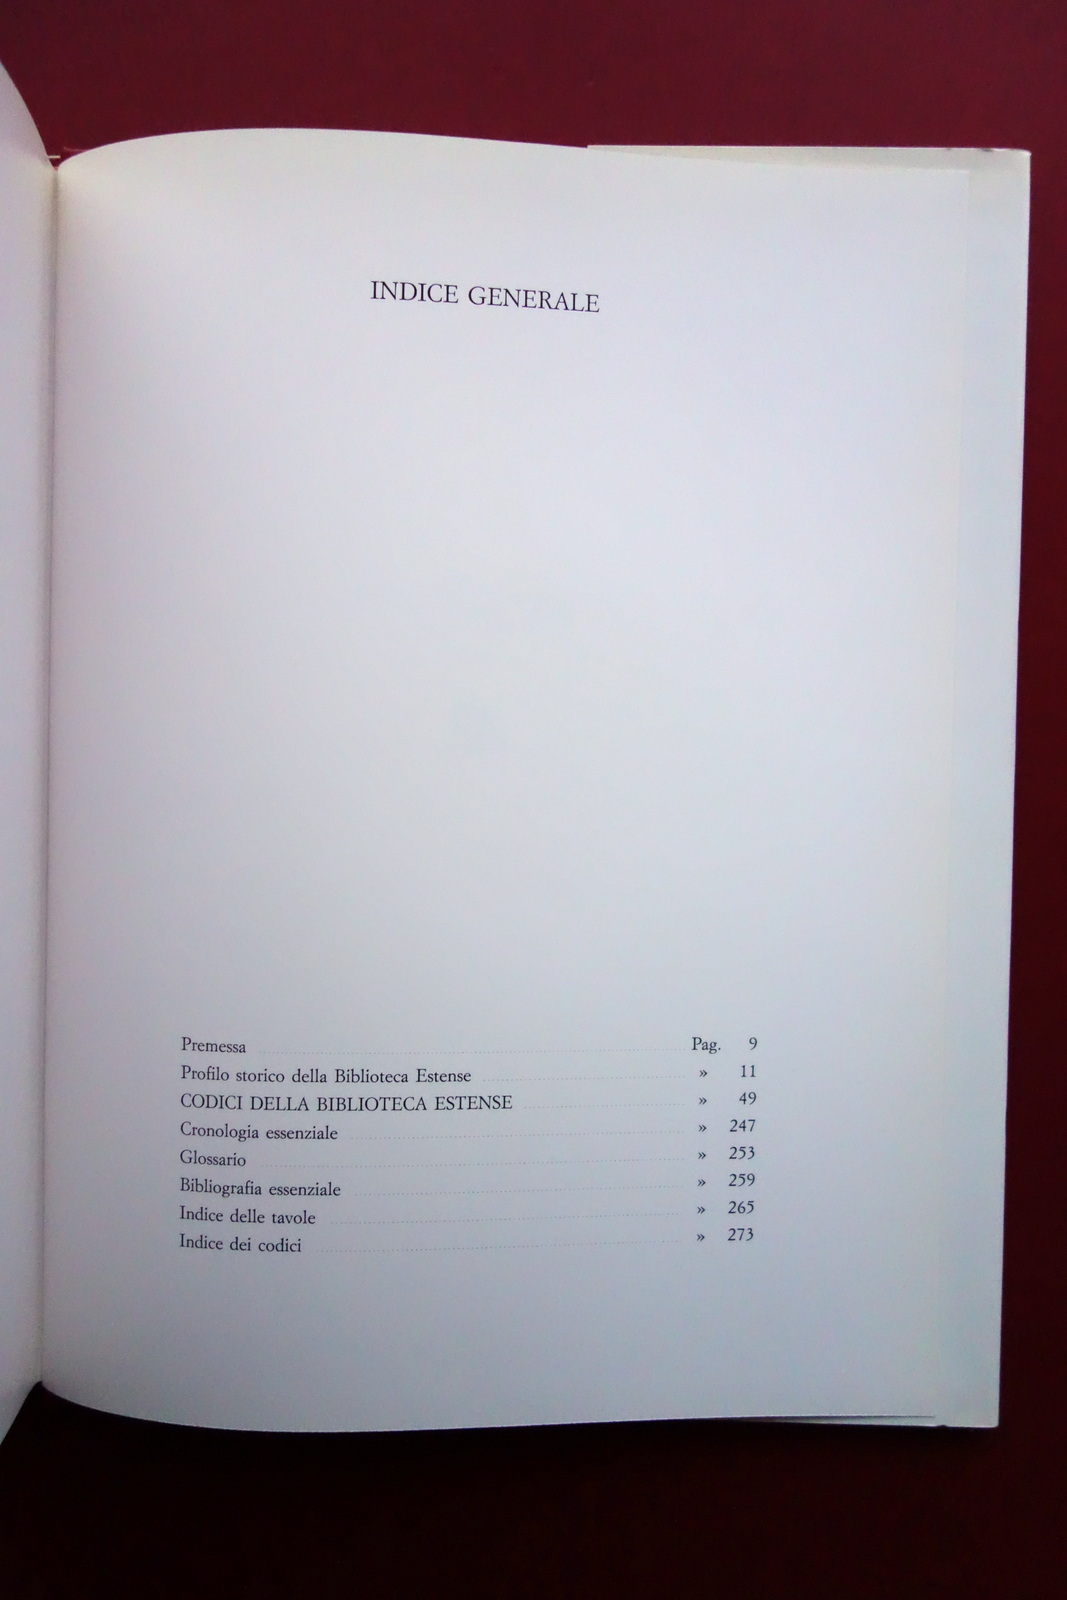 INDICE GENERALE
Premessa Pag. 9
Profilo storico della Biblioteca Estense » 11
CODICI DELLA BIBLIOTECA ESTENSE » 49
Cronologia essenziale » 247
Glossario » 253
Bibliografia essenziale » 259
Indice delle tavole » 265
Indice dei codici » 273